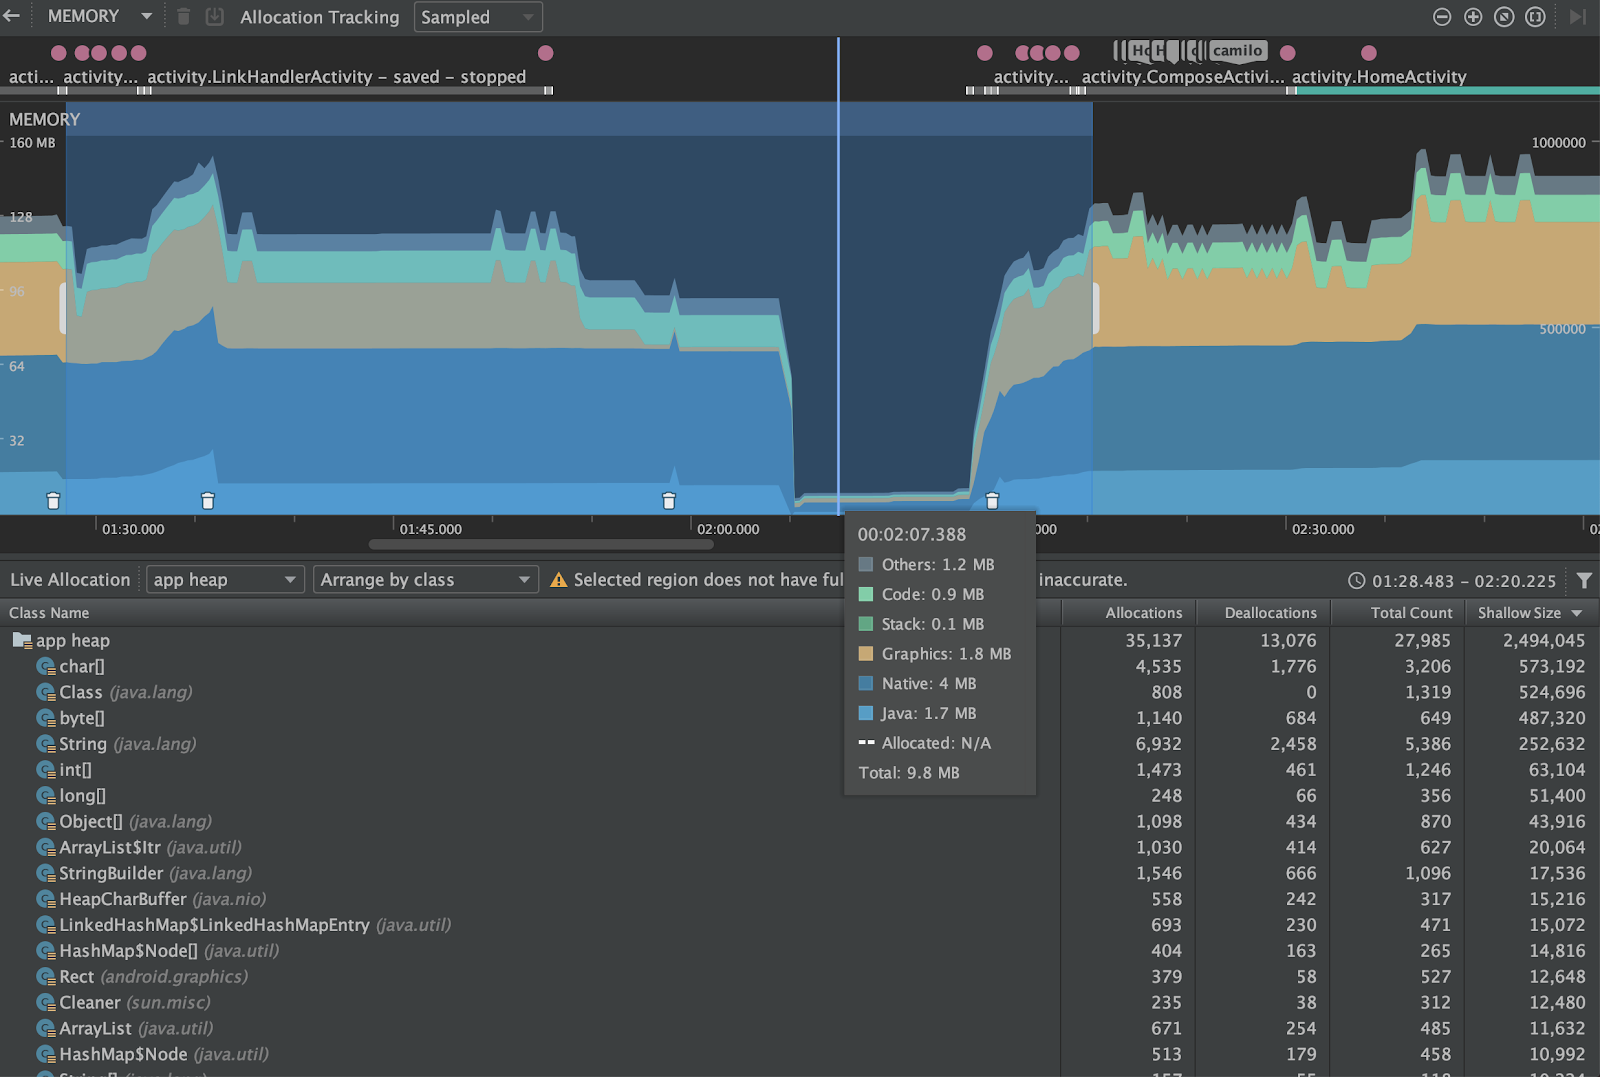 MEMORY Allocation Tracking Sampled
Ho H camilo
acti... activity... activity.LinkHandlerActivity – saved – stopped activity... activity.ComposeActivi... activity.HomeActivity
MEMORY
160 MB 1000000
128
96
500000
64
32
01:30.000 01:45.000 02:00.000 000 02:30.000
00:02:07.388
Others: 1.2 MB
Code: 0.9 MB
Stack: 0.1 MB
Graphics: 1.8 MB
Native: 4 MB
Java: 1.7 MB
Allocated: N/A
Total: 9.8 MB
Live Allocation app heap Arrange by class Selected region does not have ful inaccurate. 01:28.483 – 02:20.225
Class Name Allocations Deallocations Total Count Shallow Size
app heap 35,137 13,076 27,985 2,494,045
char[] 4,535 1,776 3,206 573,192
Class (java.lang) 808 0 1,319 524,696
byte[] 1,140 684 649 487,320
String (java.lang) 6,932 2,458 5,386 252,632
int[] 1,473 461 1,246 63,104
long[] 248 66 356 51,400
Object[] (java.lang) 1,098 434 870 43,916
ArrayList$Itr (java.util) 1,030 414 627 20,064
StringBuilder (java.lang) 1,546 666 1,096 17,536
HeapCharBuffer (java.nio) 558 242 317 15,216
LinkedHashMap$LinkedHashMapEntry (java.util) 693 230 471 15,072
HashMap$Node[] (java.util) 404 163 265 14,816
Rect (android.graphics) 379 58 527 12,648
Cleaner (sun.misc) 235 38 312 12,480
ArrayList (java.util) 671 254 485 11,632
HashMap$Node (java.util) 513 179 458 10,992